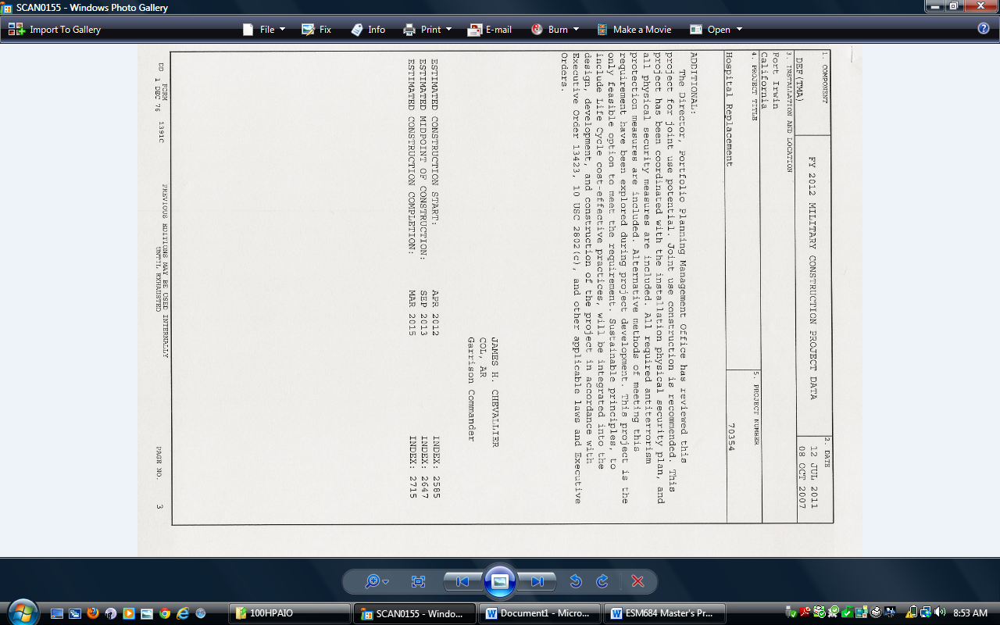 SCAN0155 - Windows Photo Gallery
Import To Gallery File Fix Info Print E-mail Burn Make a Movie Open
1. COMPONENT
DEF(TMA)
FY 2012 MILITARY CONSTRUCTION PROJECT DATA
2. DATE
12 JUL 2011
08 OCT 2007
3. INSTALLATION AND LOCATION
Fort Irwin
California
4. PROJECT TITLE
Hospital Replacement
5. PROJECT NUMBER
70354
ADDITIONAL:
The Director, Portfolio Planning Management Office has reviewed this
project for joint use potential. Joint use construction is recommended. This
project has been coordinated with the installation physical security plan, and
all physical security measures are included. All required antiterrorism
protection measures are included. Alternative methods of meeting this
requirement have been explored during project development. This project is the
only feasible option to meet the requirement. Sustainable principles, to
include Life Cycle cost-effective practices, will be integrated into the
design, development, and construction of the project in accordance with
Executive Order 13423, 10 USC 2802(c), and other applicable laws and Executive
Orders.
JAMES H. CHEVALLIER
COL, AR
Garrison Commander
ESTIMATED CONSTRUCTION START: APR 2012 INDEX: 2585
ESTIMATED MIDPOINT OF CONSTRUCTION: SEP 2013 INDEX: 2647
ESTIMATED CONSTRUCTION COMPLETION: MAR 2015 INDEX: 2715
DD FORM 1 DEC 76 1391C
PREVIOUS EDITIONS MAY BE USED INTERNALLY
UNTIL EXHAUSTED
PAGE NO. 3
100HPAIO SCAN0155 - Windo... Document1 - Micro... ESM684 Master's Pr... 8:53 AM